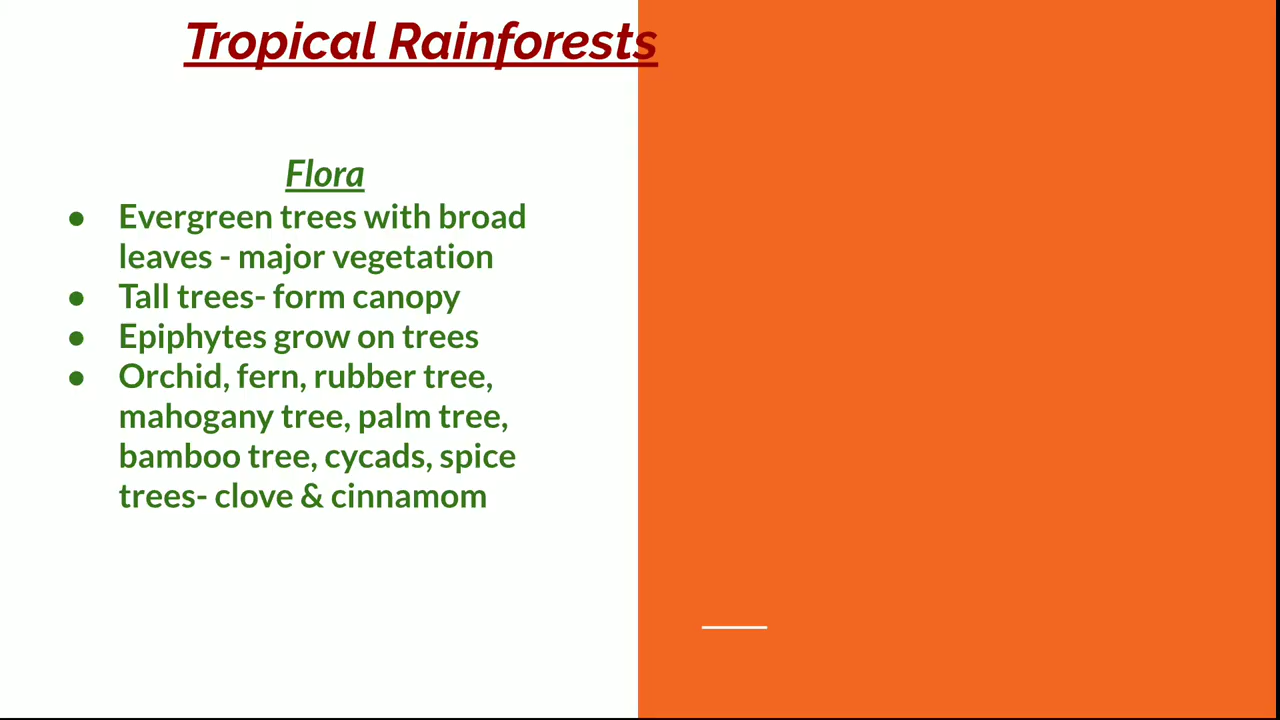 Tropical Rainforests
Flora
● Evergreen trees with broad
leaves - major vegetation
● Tall trees- form canopy
● Epiphytes grow on trees
● Orchid, fern, rubber tree,
mahogany tree, palm tree,
bamboo tree, cycads, spice
trees- clove & cinnamom